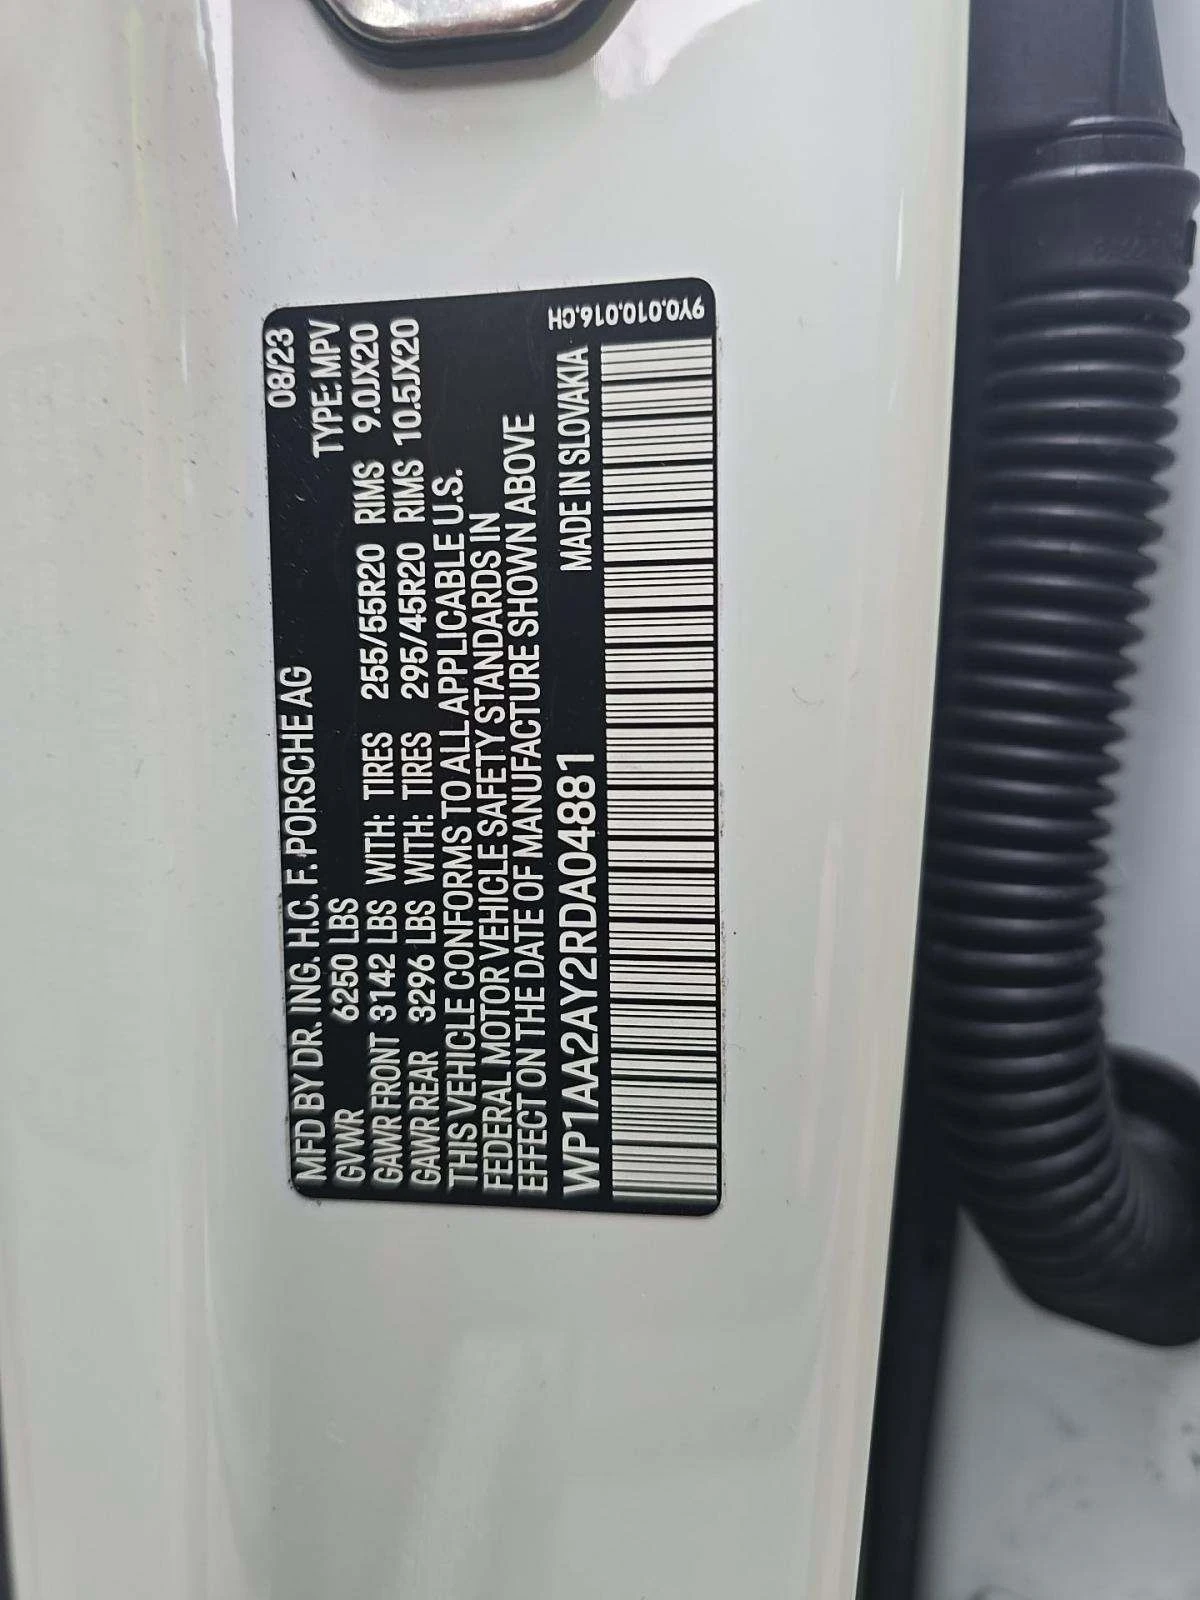 MFD BY DR. ING. H.C. F. PORSCHE AG 08/23
GVWR 6250 LBS TYPE: MPV
GAWR FRONT 3142 LBS WITH: TIRES 255/55R20 RIMS 9.0JX20
GAWR REAR 3296 LBS WITH: TIRES 295/45R20 RIMS 10.5JX20
THIS VEHICLE CONFORMS TO ALL APPLICABLE U.S.
FEDERAL MOTOR VEHICLE SAFETY STANDARDS IN
EFFECT ON THE DATE OF MANUFACTURE SHOWN ABOVE
WP1AA2AY2RDA04881 MADE IN SLOVAKIA
9Y0.010.016.CH